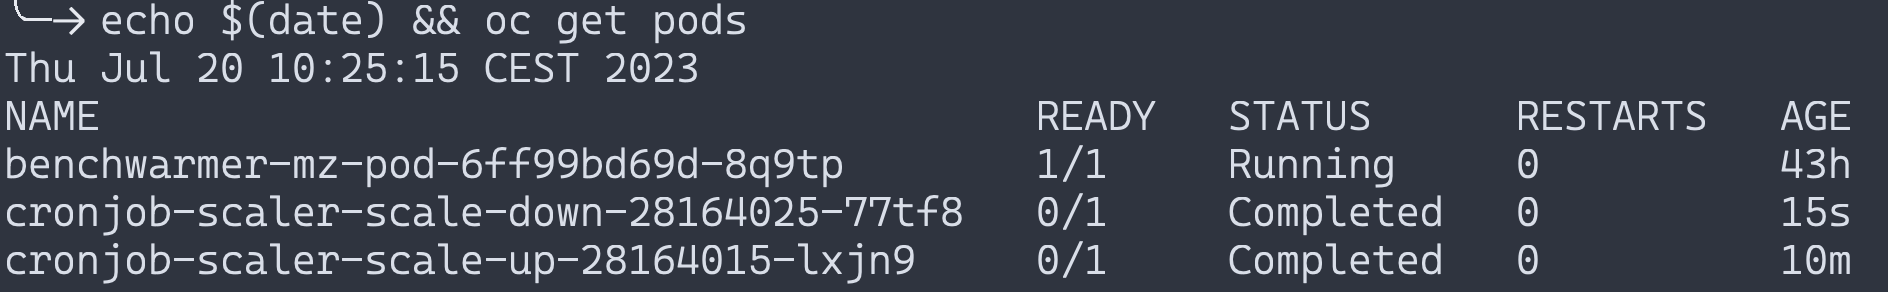 ╰─→ echo $(date) && oc get pods
Thu Jul 20 10:25:15 CEST 2023
NAME READY STATUS RESTARTS AGE
benchwarmer-mz-pod-6ff99bd69d-8q9tp 1/1 Running 0 43h
cronjob-scaler-scale-down-28164025-77tf8 0/1 Completed 0 15s
cronjob-scaler-scale-up-28164015-lxjn9 0/1 Completed 0 10m